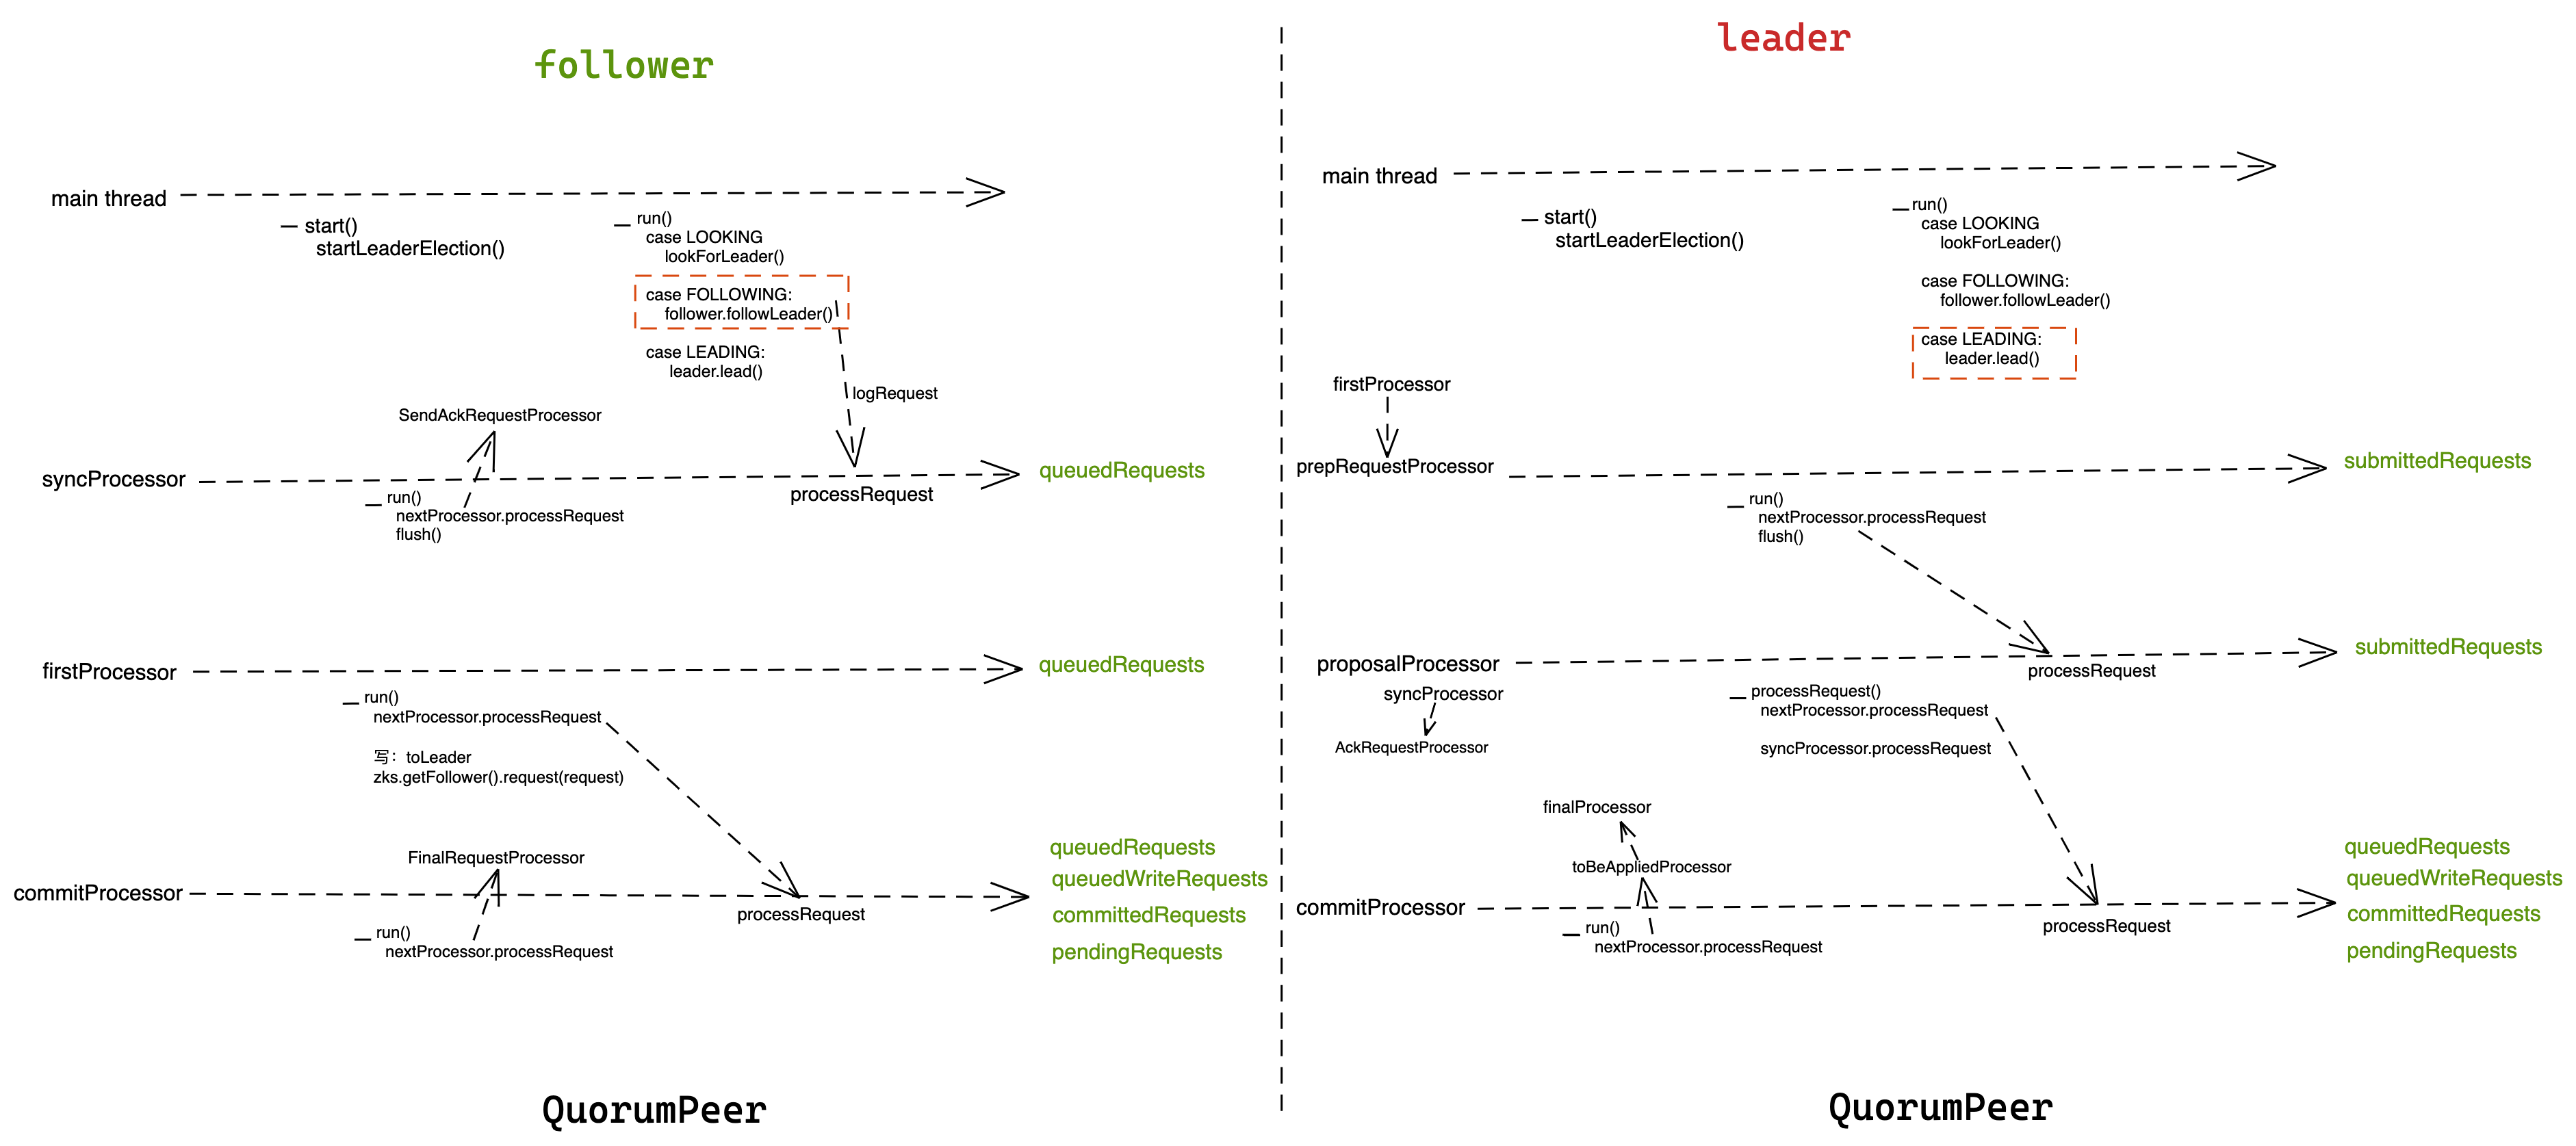 follower
main thread
— start()
startLeaderElection()
— run()
case LOOKING
lookForLeader()
case FOLLOWING:
follower.followLeader()
case LEADING:
leader.lead()
logRequest
SendAckRequestProcessor
syncProcessor
queuedRequests
processRequest
— run()
nextProcessor.processRequest
flush()
firstProcessor
queuedRequests
— run()
nextProcessor.processRequest
写：toLeader
zks.getFollower().request(request)
FinalRequestProcessor
commitProcessor
processRequest
— run()
nextProcessor.processRequest
queuedRequests
queuedWriteRequests
committedRequests
pendingRequests
QuorumPeer
leader
main thread
— start()
startLeaderElection()
— run()
case LOOKING
lookForLeader()
case FOLLOWING:
follower.followLeader()
case LEADING:
leader.lead()
firstProcessor
prepRequestProcessor
submittedRequests
— run()
nextProcessor.processRequest
flush()
proposalProcessor
submittedRequests
processRequest
syncProcessor
AckRequestProcessor
— processRequest()
nextProcessor.processRequest
syncProcessor.processRequest
finalProcessor
toBeAppliedProcessor
commitProcessor
processRequest
— run()
nextProcessor.processRequest
queuedRequests
queuedWriteRequests
committedRequests
pendingRequests
QuorumPeer